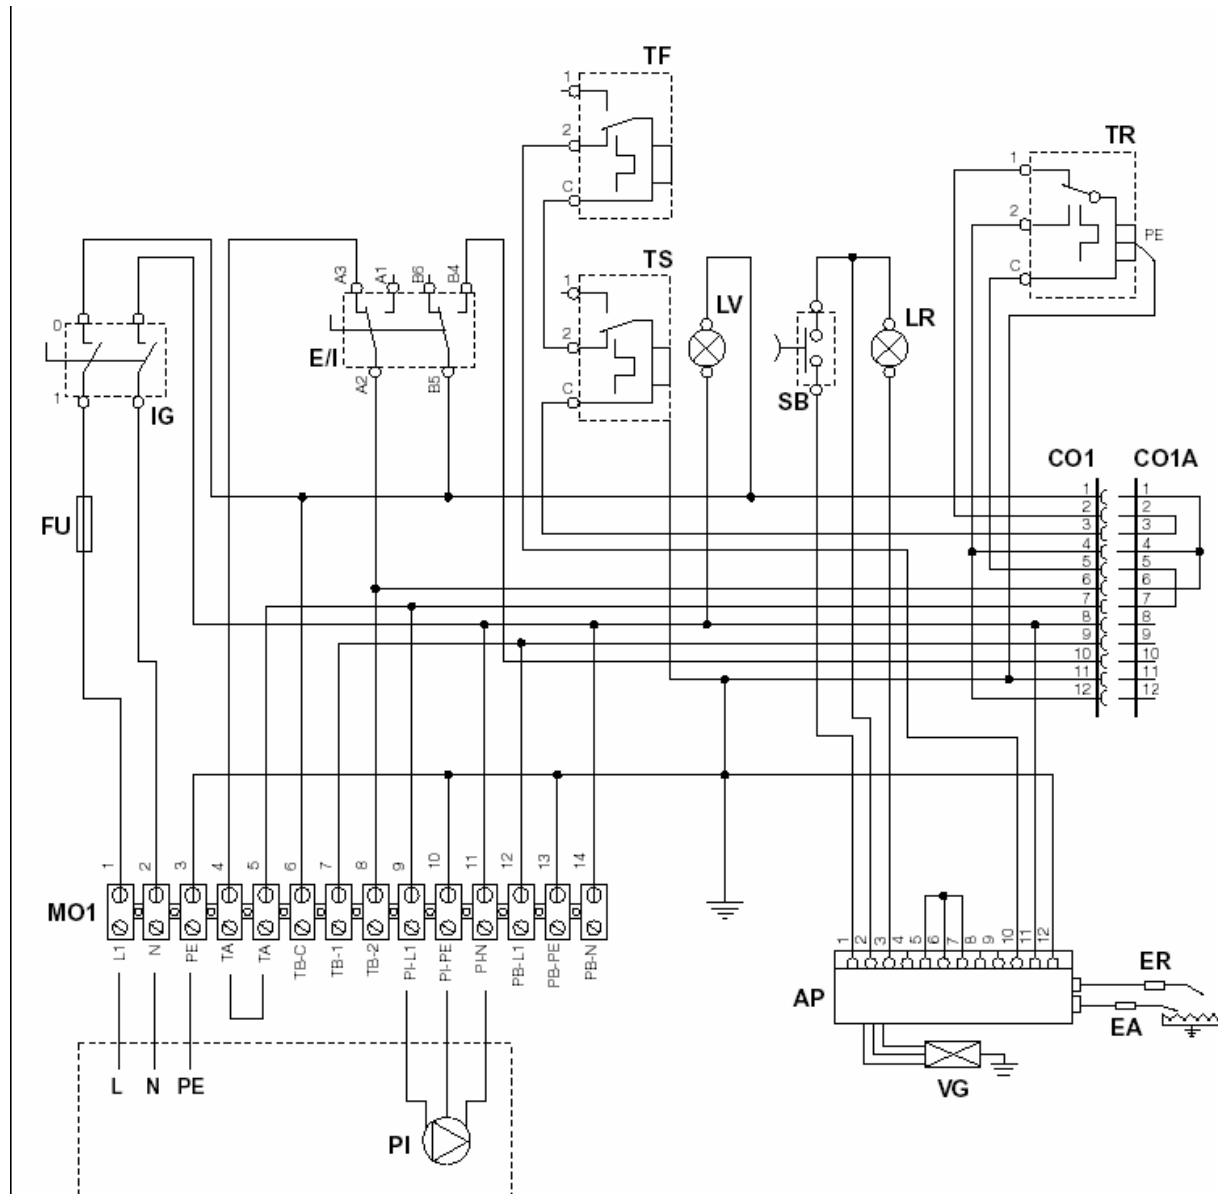 TF
1
2
C
TR
1
2
C
PE
TS
1
2
C
A3
A1
B6
B4
E/I
A2
B5
0
1
IG
LV
SB
LR
FU
CO1
CO1A
1
1
2
2
3
3
4
4
5
5
6
6
7
7
8
8
9
9
10
10
11
11
12
12
1
2
3
4
5
6
7
8
9
10
11
12
13
14
MO1
L1
N
PE
TA
TA
TB-C
TB-1
TB-2
PI-L1
PI-PE
PI-N
PB-L1
PB-PE
PB-N
1
2
3
4
5
6
7
8
9
10
11
12
AP
ER
EA
VG
L
N
PE
PI